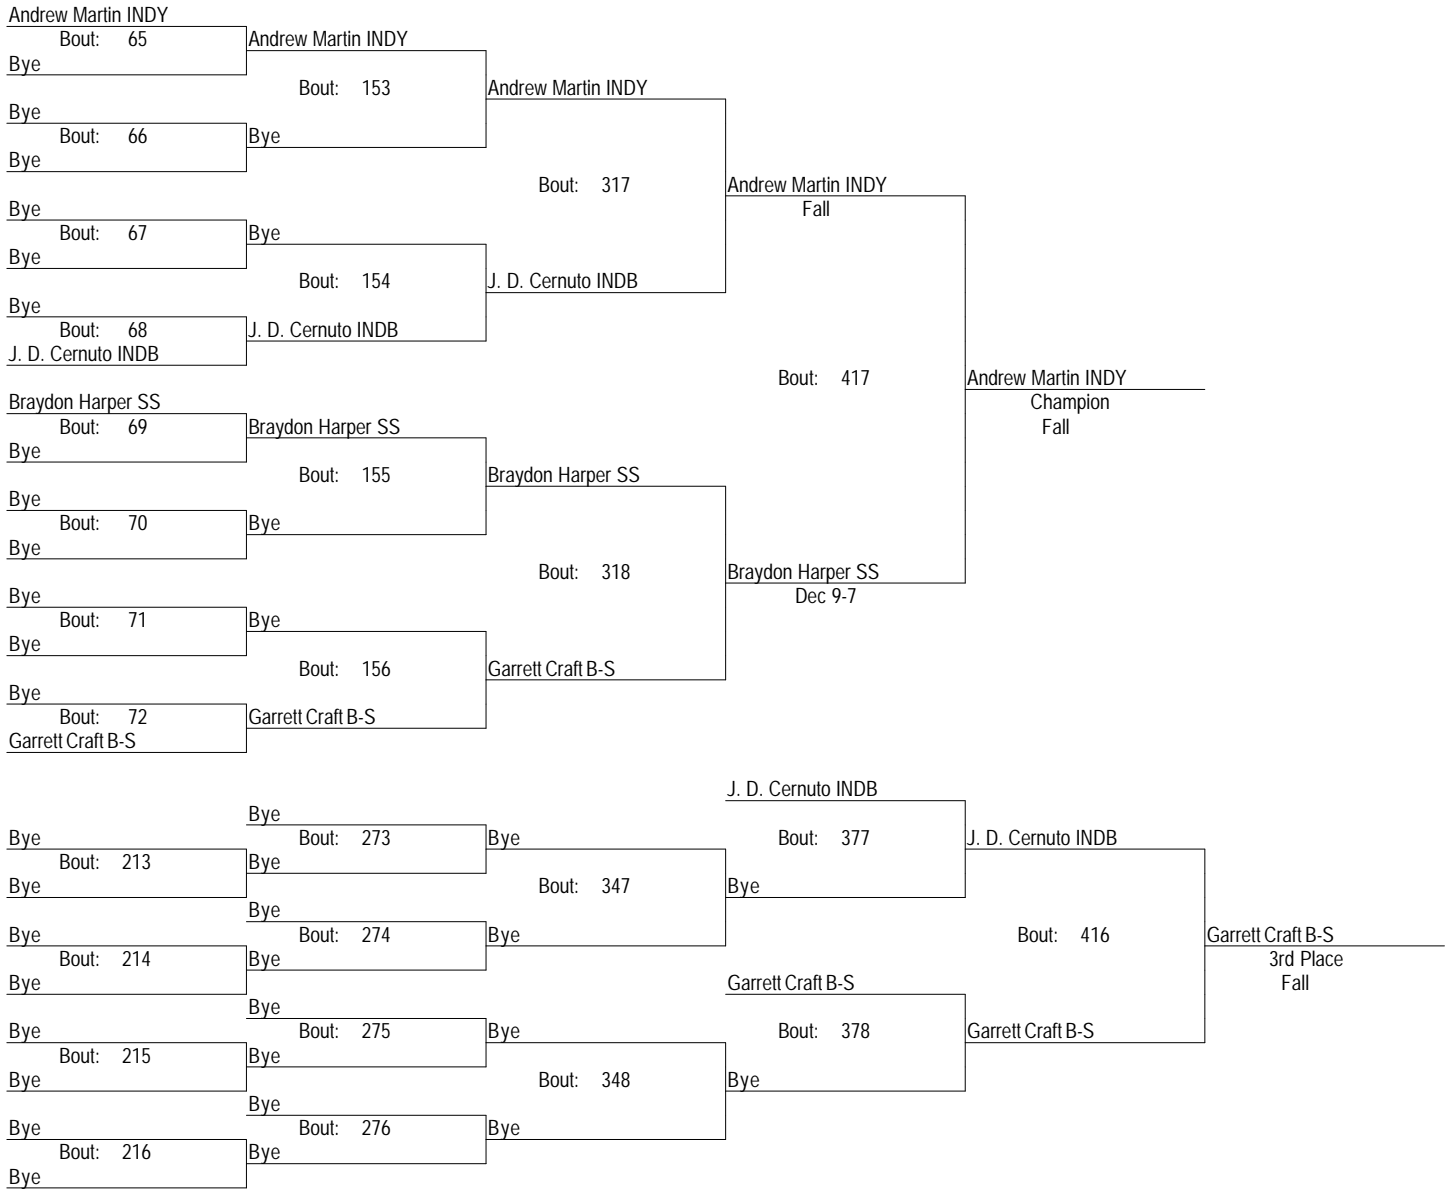 Andrew Martin INDY
Bout: 65 Andrew Martin INDY
Bye
Bout: 153 Andrew Martin INDY
Bye
Bout: 66 Bye
Bye
Bout: 317 Andrew Martin INDY
Bye Fall
Bout: 67 Bye
Bye
Bout: 154 J. D. Cernuto INDB
Bye
Bout: 68 J. D. Cernuto INDB
J. D. Cernuto INDB
Bout: 417 Andrew Martin INDY
Braydon Harper SS Champion
Bout: 69 Braydon Harper SS Fall
Bye
Bout: 155 Braydon Harper SS
Bye
Bout: 70 Bye
Bye
Bout: 318 Braydon Harper SS
Bye Dec 9-7
Bout: 71 Bye
Bye
Bout: 156 Garrett Craft B-S
Bye
Bout: 72 Garrett Craft B-S
Garrett Craft B-S
J. D. Cernuto INDB
Bye
Bye Bout: 273 Bye Bout: 377 J. D. Cernuto INDB
Bout: 213 Bye
Bye Bout: 347 Bye
Bye
Bye Bout: 274 Bye Bout: 416 Garrett Craft B-S
Bout: 214 Bye 3rd Place
Bye Garrett Craft B-S Fall
Bye
Bye Bout: 275 Bye Bout: 378 Garrett Craft B-S
Bout: 215 Bye
Bye Bout: 348 Bye
Bye
Bye Bout: 276 Bye
Bout: 216 Bye
Bye